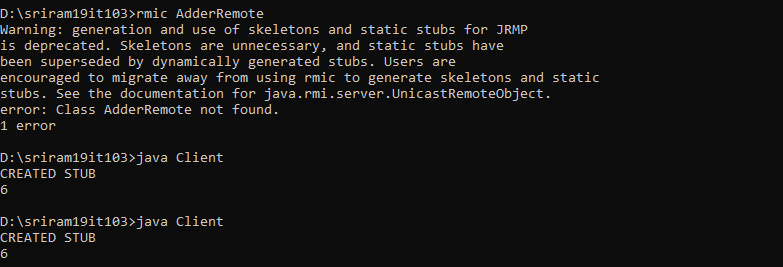 D:\sriram19it103>rmic AdderRemote
Warning: generation and use of skeletons and static stubs for JRMP
is deprecated. Skeletons are unnecessary, and static stubs have
been superseded by dynamically generated stubs. Users are
encouraged to migrate away from using rmic to generate skeletons and static
stubs. See the documentation for java.rmi.server.UnicastRemoteObject.
error: Class AdderRemote not found.
1 error
D:\sriram19it103>java Client
CREATED STUB
6
D:\sriram19it103>java Client
CREATED STUB
6